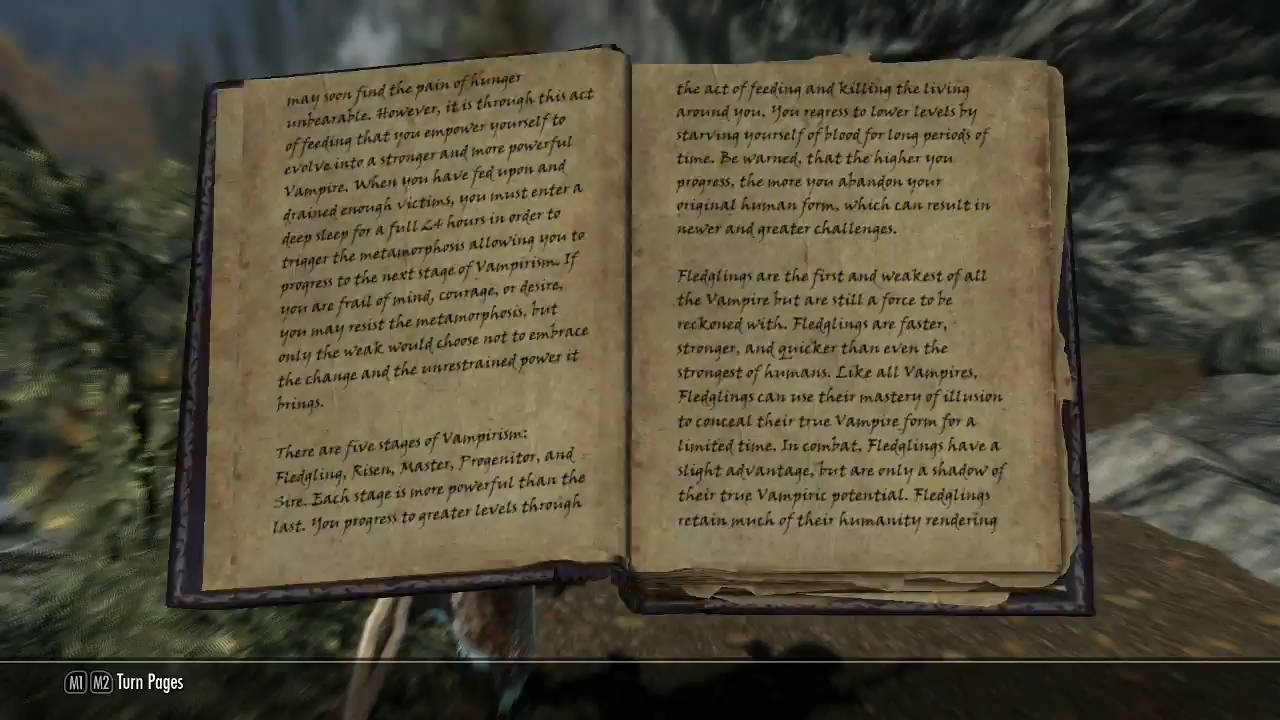 may soon find the pain of hunger
unbearable. However, it is through this act
of feeding that you empower yourself to
evolve into a stronger and more powerful
Vampire. When you have fed upon and
drained enough victims, you must enter a
deep sleep for a full 24 hours in order to
trigger the metamorphosis allowing you to
progress to the next stage of Vampirism. If
you are frail of mind, courage, or desire,
you may resist the metamorphosis, but
only the weak would choose not to embrace
the change and the unrestrained power it
brings.
There are five stages of Vampirism:
Fledgling, Risen, Master, Progenitor, and
Sire. Each stage is more powerful than the
last. You progress to greater levels through
the act of feeding and killing the living
around you. You regress to lower levels by
starving yourself of blood for long periods of
time. Be warned, that the higher you
progress, the more you abandon your
original human form, which can result in
newer and greater challenges.
Fledglings are the first and weakest of all
the Vampire but are still a force to be
reckoned with. Fledglings are faster,
stronger, and quicker than even the
strongest of humans. Like all Vampires,
Fledglings can use their mastery of illusion
to conceal their true Vampire form for a
limited time. In combat, Fledglings have a
slight advantage, but are only a shadow of
their true Vampiric potential. Fledglings
retain much of their humanity rendering
M1 M2 Turn Pages